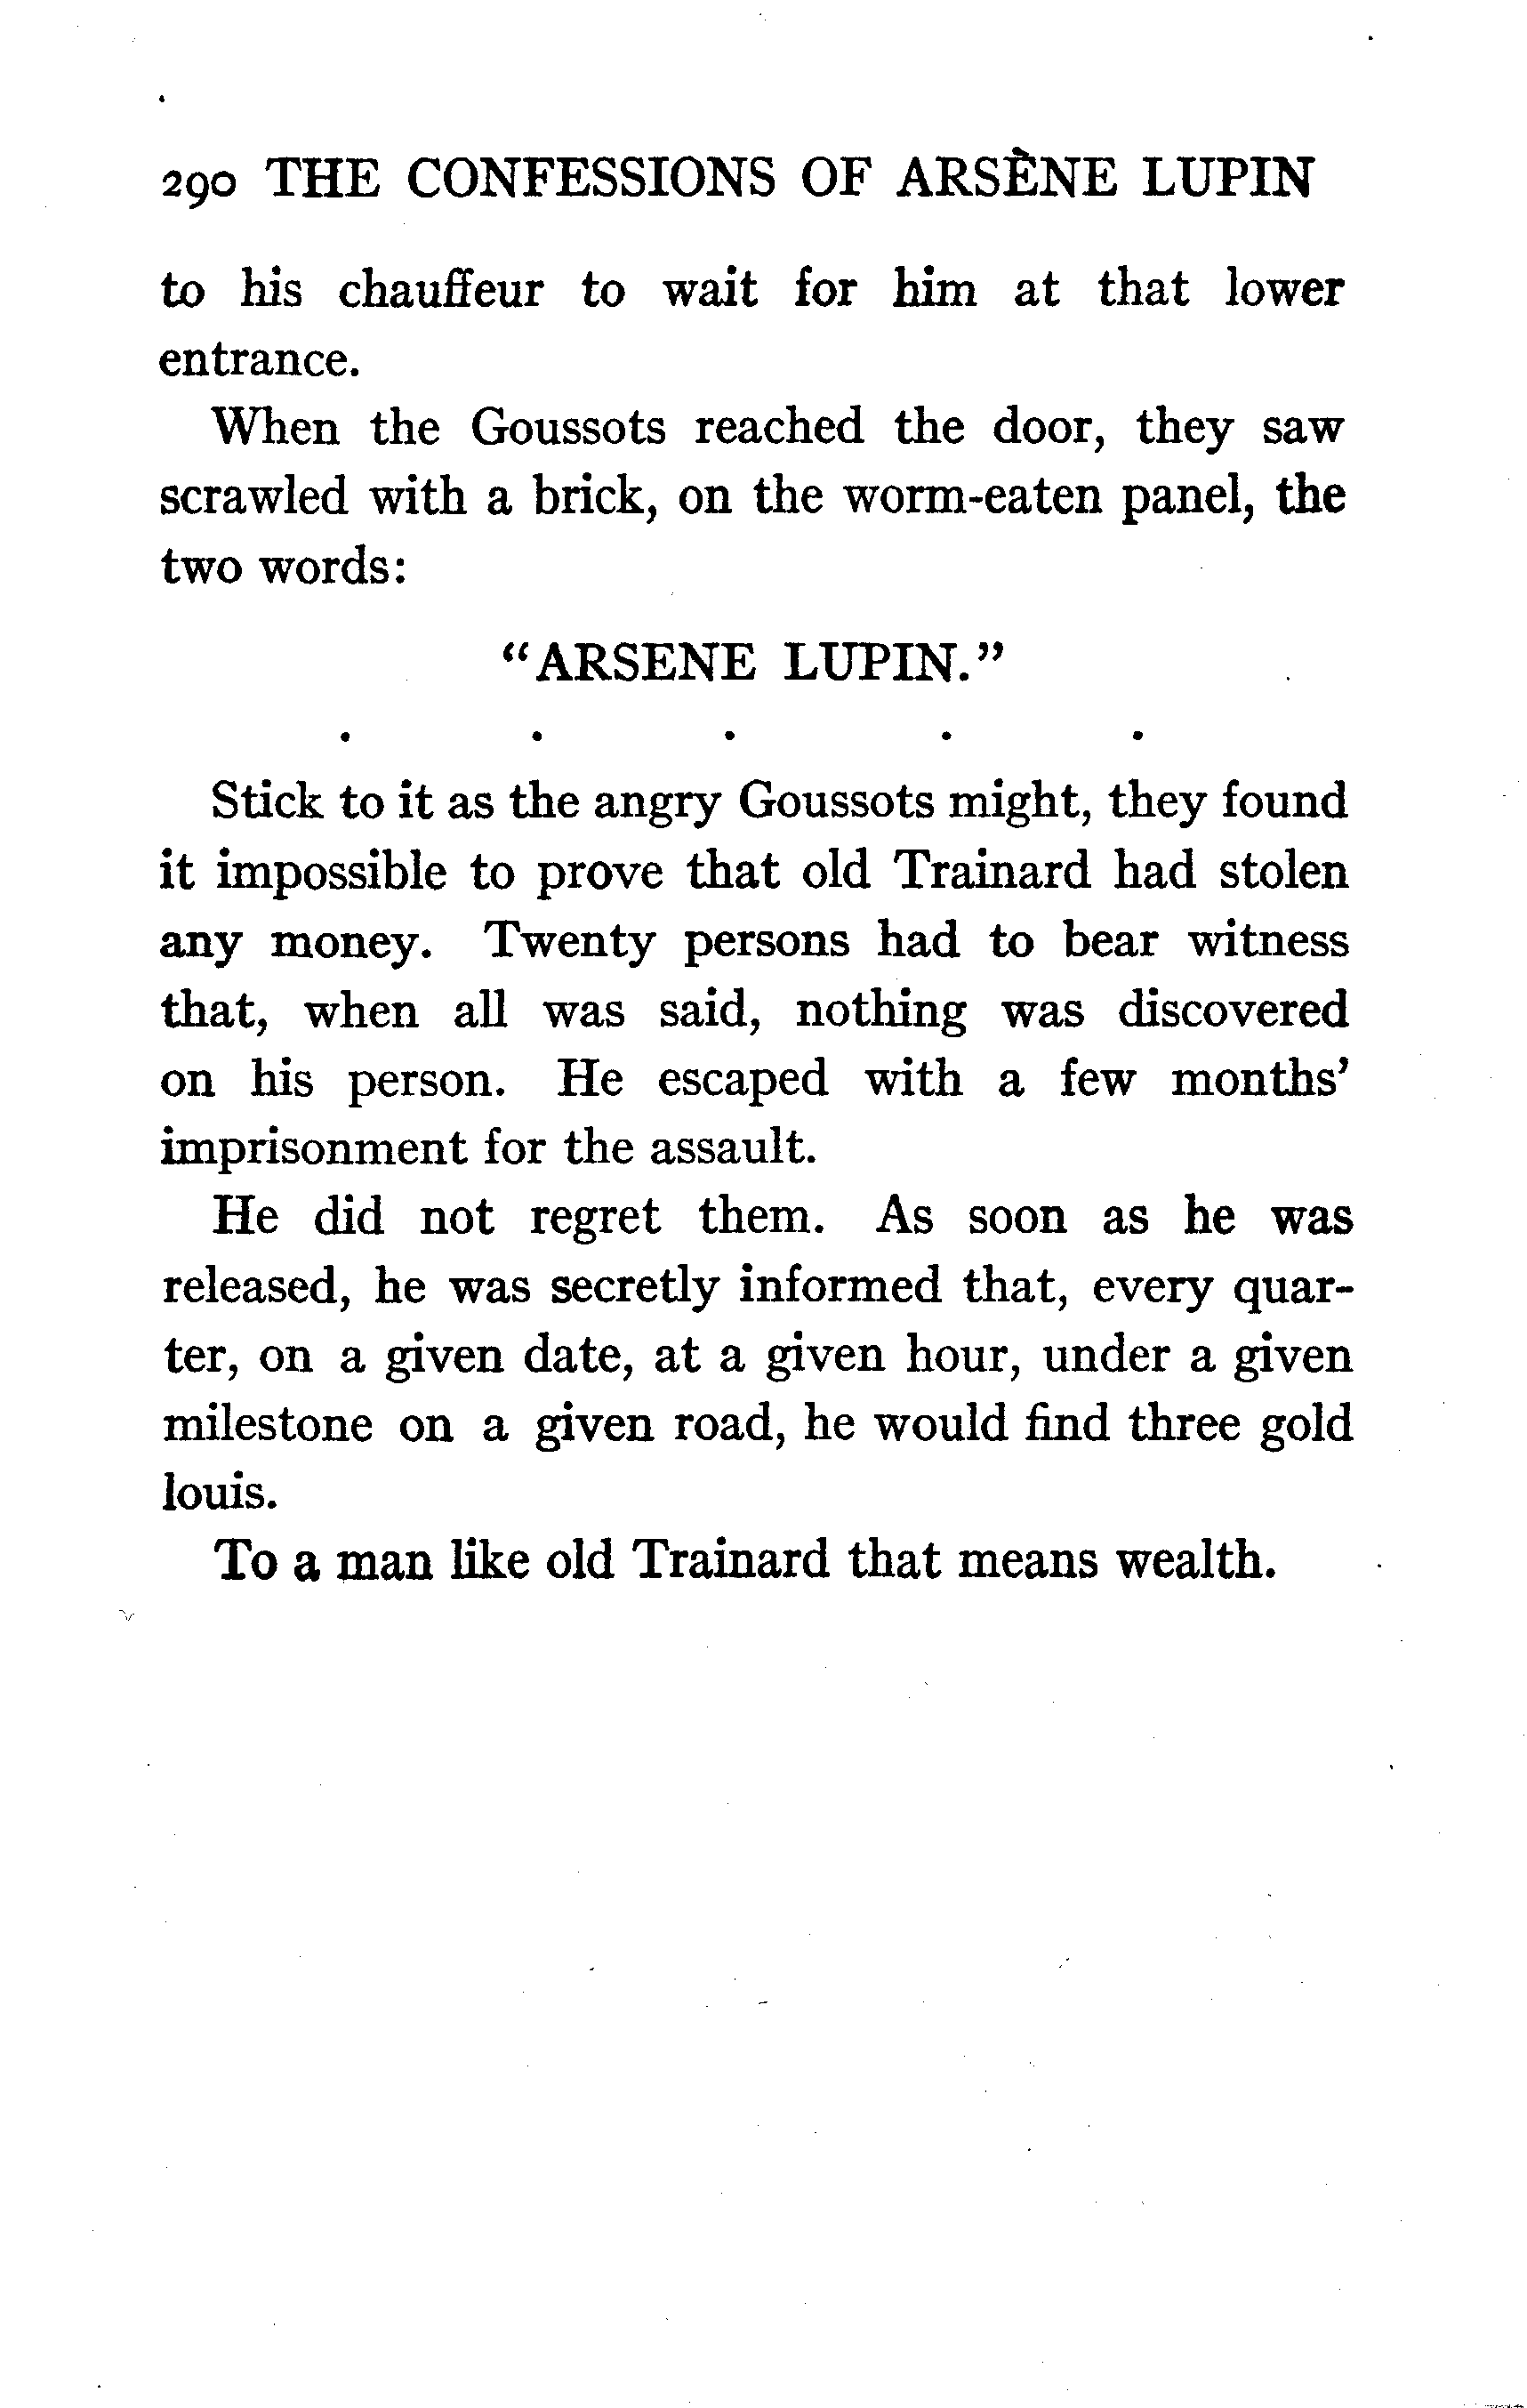 290 THE CONFESSIONS OF ARSÈNE LUPIN
to his chauffeur to wait for him at that lower
entrance.
When the Goussots reached the door, they saw
scrawled with a brick, on the worm-eaten panel, the
two words:
“ARSENE LUPIN.”
. . . . .
Stick to it as the angry Goussots might, they found
it impossible to prove that old Trainard had stolen
any money. Twenty persons had to bear witness
that, when all was said, nothing was discovered
on his person. He escaped with a few months’
imprisonment for the assault.
He did not regret them. As soon as he was
released, he was secretly informed that, every quar-
ter, on a given date, at a given hour, under a given
milestone on a given road, he would find three gold
louis.
To a man like old Trainard that means wealth.